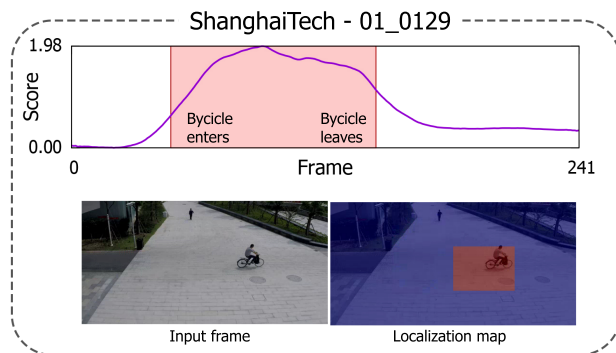 ShanghaiTech - 01_0129
1.98
Score
0.00
Bycicle
enters
Bycicle
leaves
0
Frame
241
Input frame
Localization map